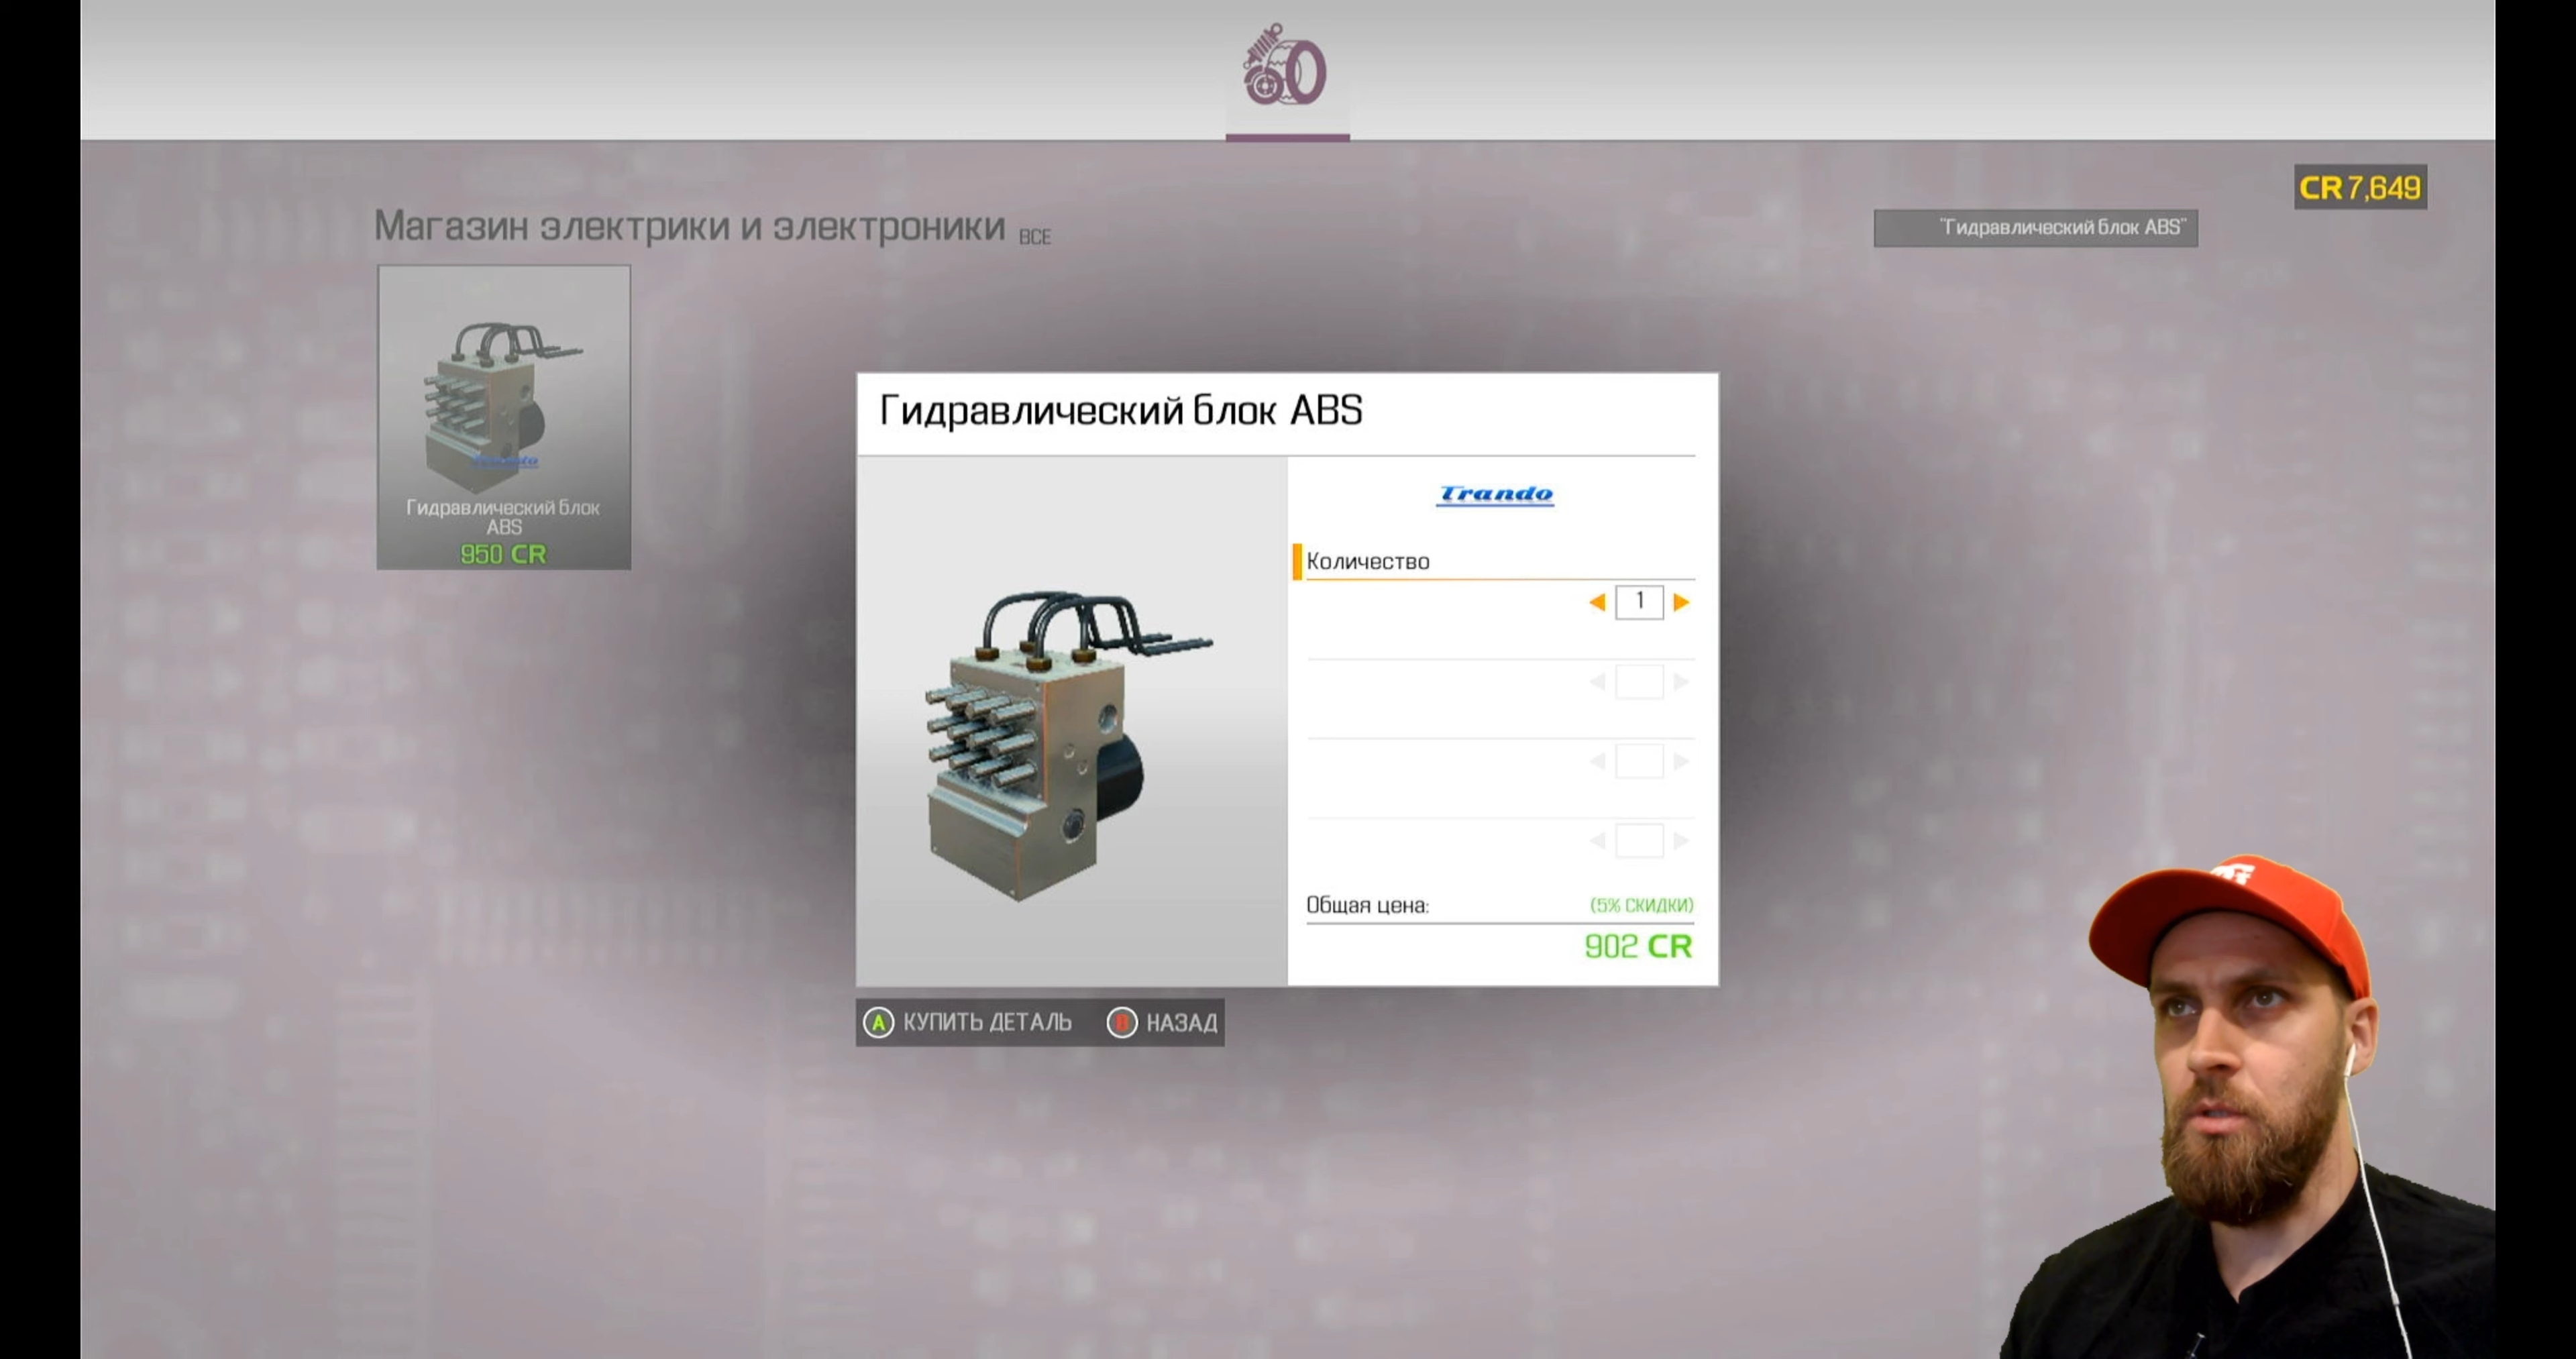 CR 7,649
Магазин электрики и электроники ВСЕ
"Гидравлический блок ABS"
Trando
Гидравлический блок
ABS
950 CR
Гидравлический блок ABS
Trando
Количество
1
Общая цена:
(5% СКИДКИ)
902 CR
A КУПИТЬ ДЕТАЛЬ
B НАЗАД